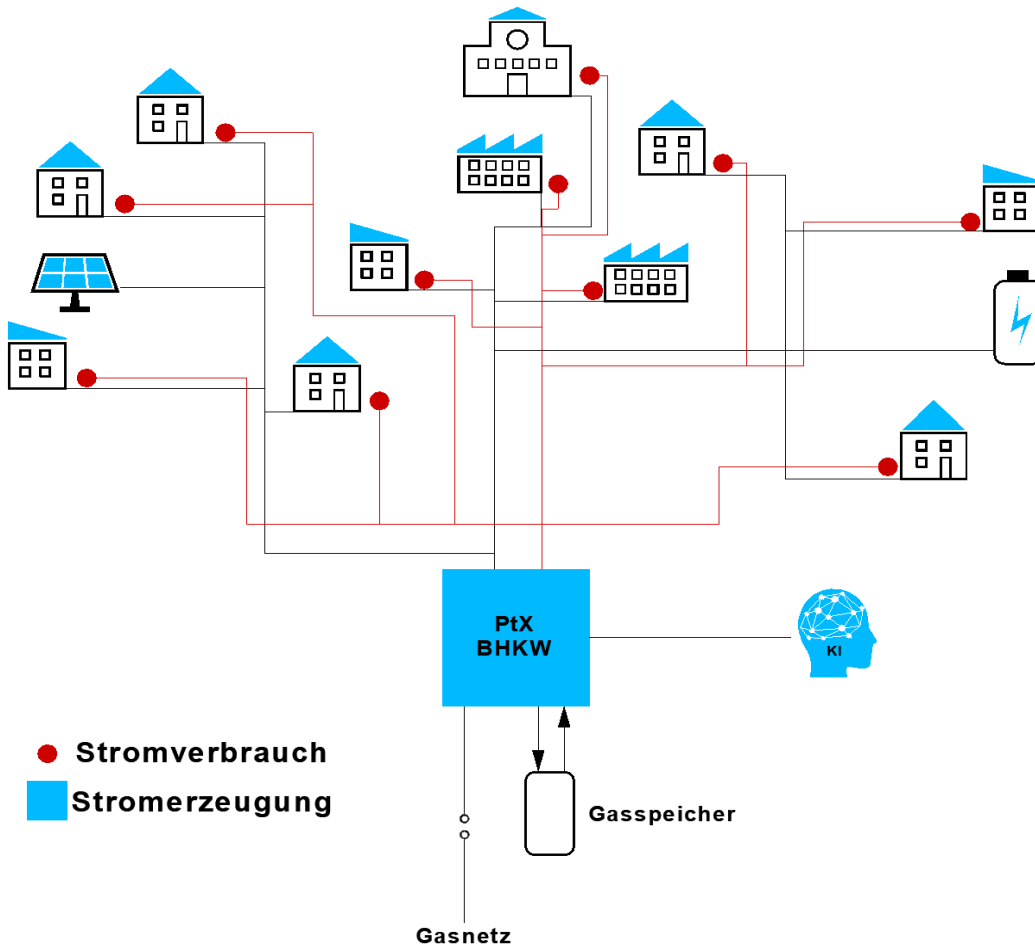 PtX
BHKW
KI
Stromverbrauch
Stromerzeugung
Gasspeicher
Gasnetz